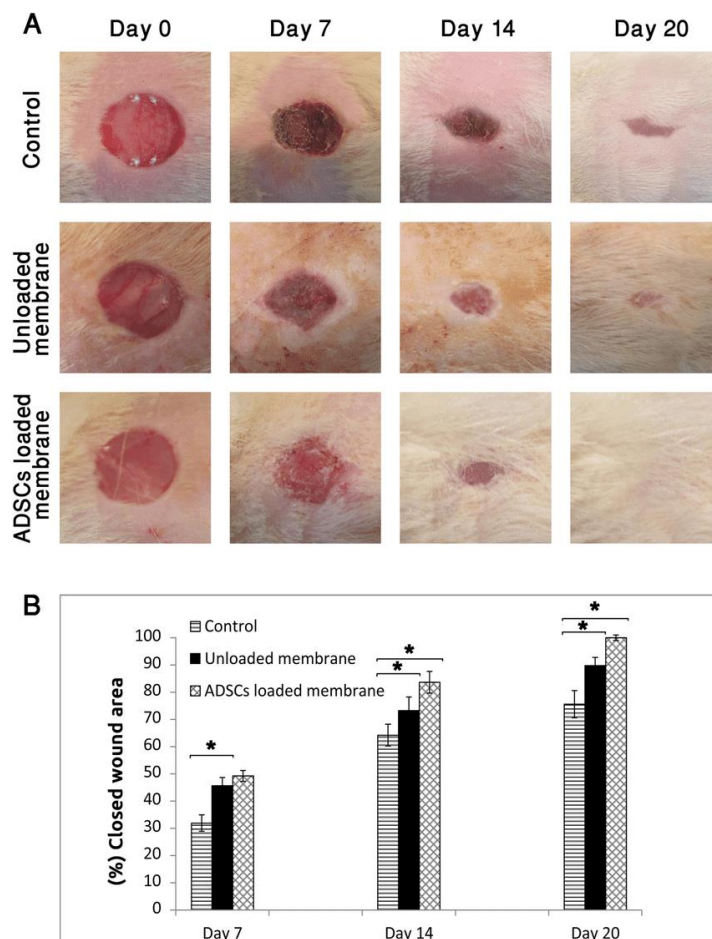 A
Day 0 Day 7 Day 14 Day 20
Control
Unloaded
membrane
ADSCs loaded
membrane
B
(%) Closed wound area
100
90
80
70
60
50
40
30
20
10
0
Control
Unloaded membrane
ADSCs loaded membrane
*
* *
* *
Day 7 Day 14 Day 20